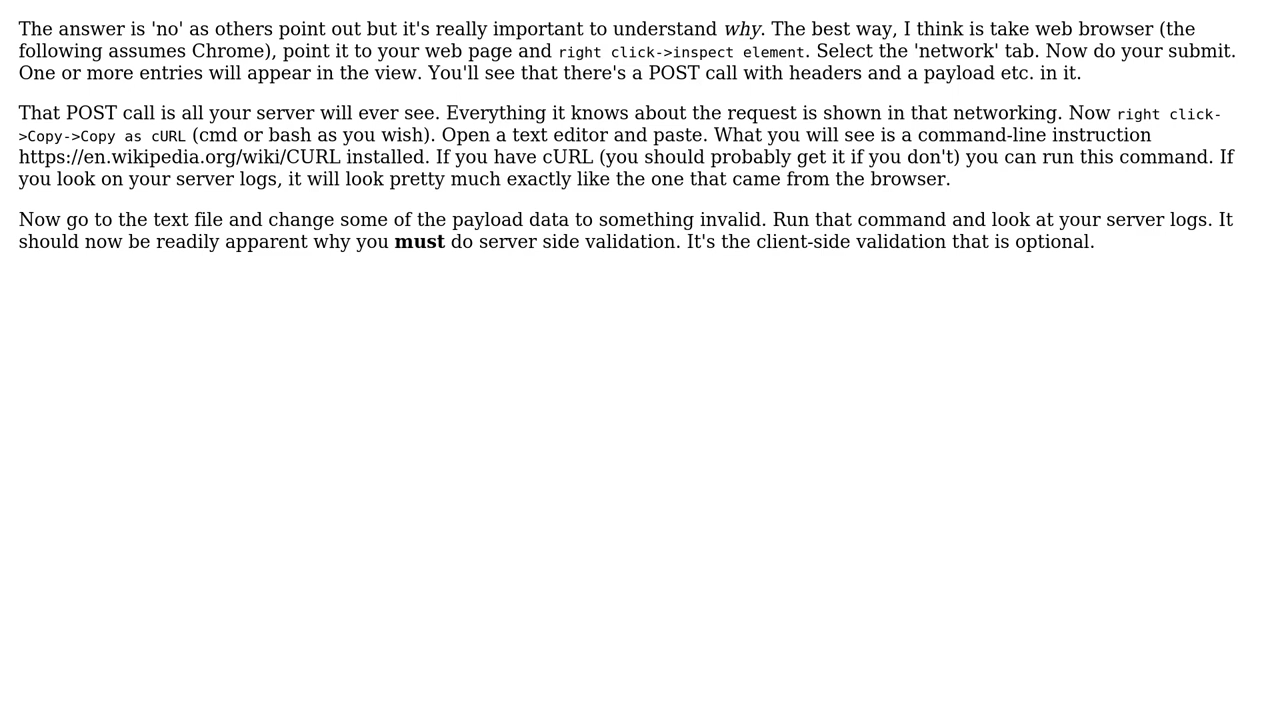 The answer is 'no' as others point out but it's really important to understand why. The best way, I think is take web browser (the
following assumes Chrome), point it to your web page and right click->inspect element. Select the 'network' tab. Now do your submit.
One or more entries will appear in the view. You'll see that there's a POST call with headers and a payload etc. in it.
That POST call is all your server will ever see. Everything it knows about the request is shown in that networking. Now right click-
>Copy->Copy as cURL (cmd or bash as you wish). Open a text editor and paste. What you will see is a command-line instruction
https://en.wikipedia.org/wiki/CURL installed. If you have cURL (you should probably get it if you don't) you can run this command. If
you look on your server logs, it will look pretty much exactly like the one that came from the browser.
Now go to the text file and change some of the payload data to something invalid. Run that command and look at your server logs. It
should now be readily apparent why you must do server side validation. It's the client-side validation that is optional.